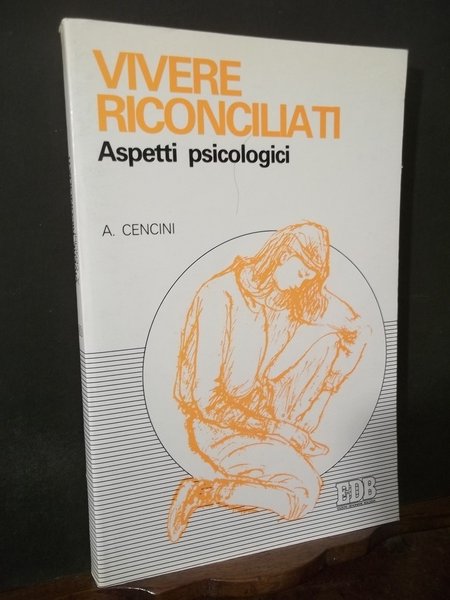 VIVERE
RICONCILIATI
Aspetti psicologici
A. CENCINI
EDB